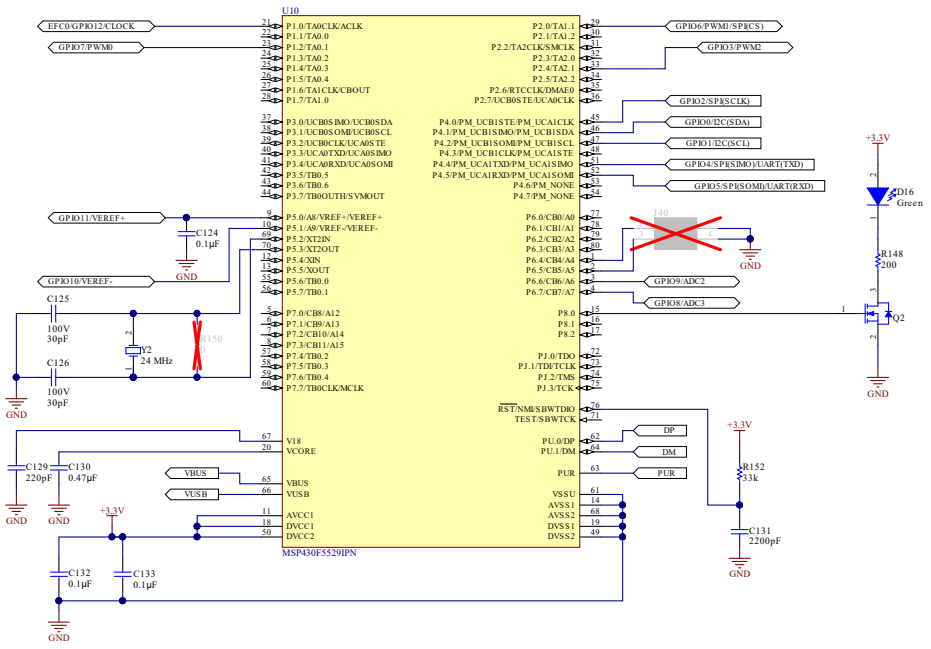 U10
EFC0/GPIO12/CLOCK
GPIO7/PWM0
21 P1.0/TA0CLK/ACLK
22 P1.1/TA0.0
23 P1.2/TA0.1
24 P1.3/TA0.2
25 P1.4/TA0.3
26 P1.5/TA0.4
27 P1.6/TA1CLK/CBOUT
28 P1.7/TA1.0
37 P3.0/UCB0SIMO/UCB0SDA
38 P3.1/UCB0SOMI/UCB0SCL
39 P3.2/UCB0CLK/UCA0STE
40 P3.3/UCA0TXD/UCA0SIMO
41 P3.4/UCA0RXD/UCA0SOMI
42 P3.5/TB0.5
43 P3.6/TB0.6
44 P3.7/TB0OUTH/SVMOUT
GPIO11/VEREF+
9 P5.0/A8/VREF+/VEREF+
10 P5.1/A9/VREF-/VEREF-
69 P5.2/XT2IN
70 P5.3/XT2OUT
12 P5.4/XIN
13 P5.5/XOUT
55 P5.6/TB0.0
56 P5.7/TB0.1
C124
0.1µF
GND
GPIO10/VEREF-
5 P7.0/CB8/A12
6 P7.1/CB9/A13
7 P7.2/CB10/A14
8 P7.3/CB11/A15
57 P7.4/TB0.2
58 P7.5/TB0.3
59 P7.6/TB0.4
60 P7.7/TB0CLK/MCLK
C125
100V
30pF
2
Y2
24 MHz
1
R150
0
C126
100V
30pF
GND
67 V18
20 VCORE
C129
220pF
GND
C130
0.47µF
GND
VBUS
65 VBUS
VUSB
66 VUSB
11 AVCC1
18 DVCC1
50 DVCC2
+3.3V
C132
0.1µF
C133
0.1µF
GND
MSP430F5529IPN
P2.0/TA1.1 29
P2.1/TA1.2 30
P2.2/TA2CLK/SMCLK 31
P2.3/TA2.0 32
P2.4/TA2.1 33
P2.5/TA2.2 34
P2.6/RTCCLK/DMAE0 35
P2.7/UCB0STE/UCA0CLK 36
GPIO6/PWM1/SPI(CS)
GPIO3/PWM2
P4.0/PM_UCB1STE/PM_UCA1CLK 45
P4.1/PM_UCB1SIMO/PM_UCB1SDA 46
P4.2/PM_UCB1SOMI/PM_UCB1SCL 47
P4.3/PM_UCB1CLK/PM_UCA1STE 48
P4.4/PM_UCA1TXD/PM_UCA1SIMO 51
P4.5/PM_UCA1RXD/PM_UCA1SOMI 52
P4.6/PM_NONE 53
P4.7/PM_NONE 54
GPIO2/SPI(SCLK)
GPIO0/I2C(SDA)
GPIO1/I2C(SCL)
GPIO4/SPI(SIMO)/UART(TXD)
GPIO5/SPI(SOMI)/UART(RXD)
P6.0/CB0/A0 77
P6.1/CB1/A1 78
P6.2/CB2/A2 79
P6.3/CB3/A3 80
P6.4/CB4/A4 1
P6.5/CB5/A5 2
P6.6/CB6/A6 3
P6.7/CB7/A7 4
J40
1 2
3 4
GND
GPIO9/ADC2
GPIO8/ADC3
P8.0 15
P8.1 16
P8.2 17
PJ.0/TDO 72
PJ.1/TDI/TCLK 73
PJ.2/TMS 74
PJ.3/TCK 75
RST/NMI/SBWTDIO 76
TEST/SBWTCK 71
PU.0/DP 62
PU.1/DM 64
PUR 63
DP
DM
PUR
VSSU 61
AVSS1 14
AVSS2 68
DVSS1 19
DVSS2 49
+3.3V
R152
33k
C131
2200pF
GND
+3.3V
2
D16
Green
1
R148
200
3
1
Q2
2
GND